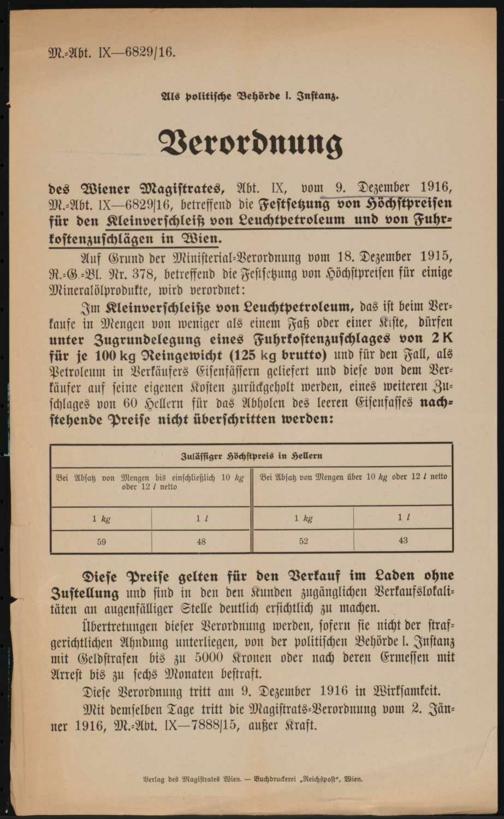 M.-Abt. IX—6829/16.
Als politische Behörde I. Instanz.
Verordnung
des Wiener Magistrates, Abt. IX, vom 9. Dezember 1916,
M.-Abt. IX—6829/16, betreffend die Festsetzung von Höchstpreisen
für den Kleinverschleiß von Leuchtpetroleum und von Fuhr-
kostenzuschlägen in Wien.
Auf Grund der Ministerial-Verordnung vom 18. Dezember 1915,
R.-G.-Bl. Nr. 378, betreffend die Festsetzung von Höchstpreisen für einige
Mineralölprodukte, wird verordnet:
Im Kleinverschleiße von Leuchtpetroleum, das ist beim Ver-
kaufe in Mengen von weniger als einem Faß oder einer Kiste, dürfen
unter Zugrundelegung eines Fuhrkostenzuschlages von 2 K
für je 100 kg Reingewicht (125 kg brutto) und für den Fall, als
Petroleum in Verkäufers Eisenfässern geliefert und diese von dem Ver-
käufer auf seine eigenen Kosten zurückgeholt werden, eines weiteren Zu-
schlages von 60 Hellern für das Abholen des leeren Eisenfasses nach-
stehende Preise nicht überschritten werden:
Zulässiger Höchstpreis in Hellern
Bei Absatz von Mengen bis einschließlich 10 kg
oder 12 l netto
Bei Absatz von Mengen über 10 kg oder 12 l netto
1 kg
1 l
1 kg
1 l
59
48
52
43
Diese Preise gelten für den Verkauf im Laden ohne
Zustellung und sind in den den Kunden zugänglichen Verkaufslokali-
täten an augenfälliger Stelle deutlich ersichtlich zu machen.
Übertretungen dieser Verordnung werden, sofern sie nicht der straf-
gerichtlichen Ahndung unterliegen, von der politischen Behörde I. Instanz
mit Geldstrafen bis zu 5000 Kronen oder nach deren Ermessen mit
Arrest bis zu sechs Monaten bestraft.
Diese Verordnung tritt am 9. Dezember 1916 in Wirksamkeit.
Mit demselben Tage tritt die Magistrats-Verordnung vom 2. Jän-
ner 1916, M.-Abt. IX—7888/15, außer Kraft.
Verlag des Magistrates Wien. — Buchdruckerei „Reichspost“, Wien.